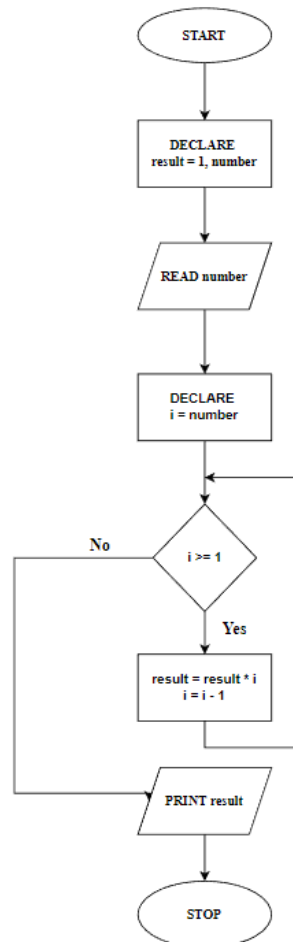 START
DECLARE
result = 1, number
READ number
DECLARE
i = number
i >= 1
No
Yes
result = result * i
i = i - 1
PRINT result
STOP